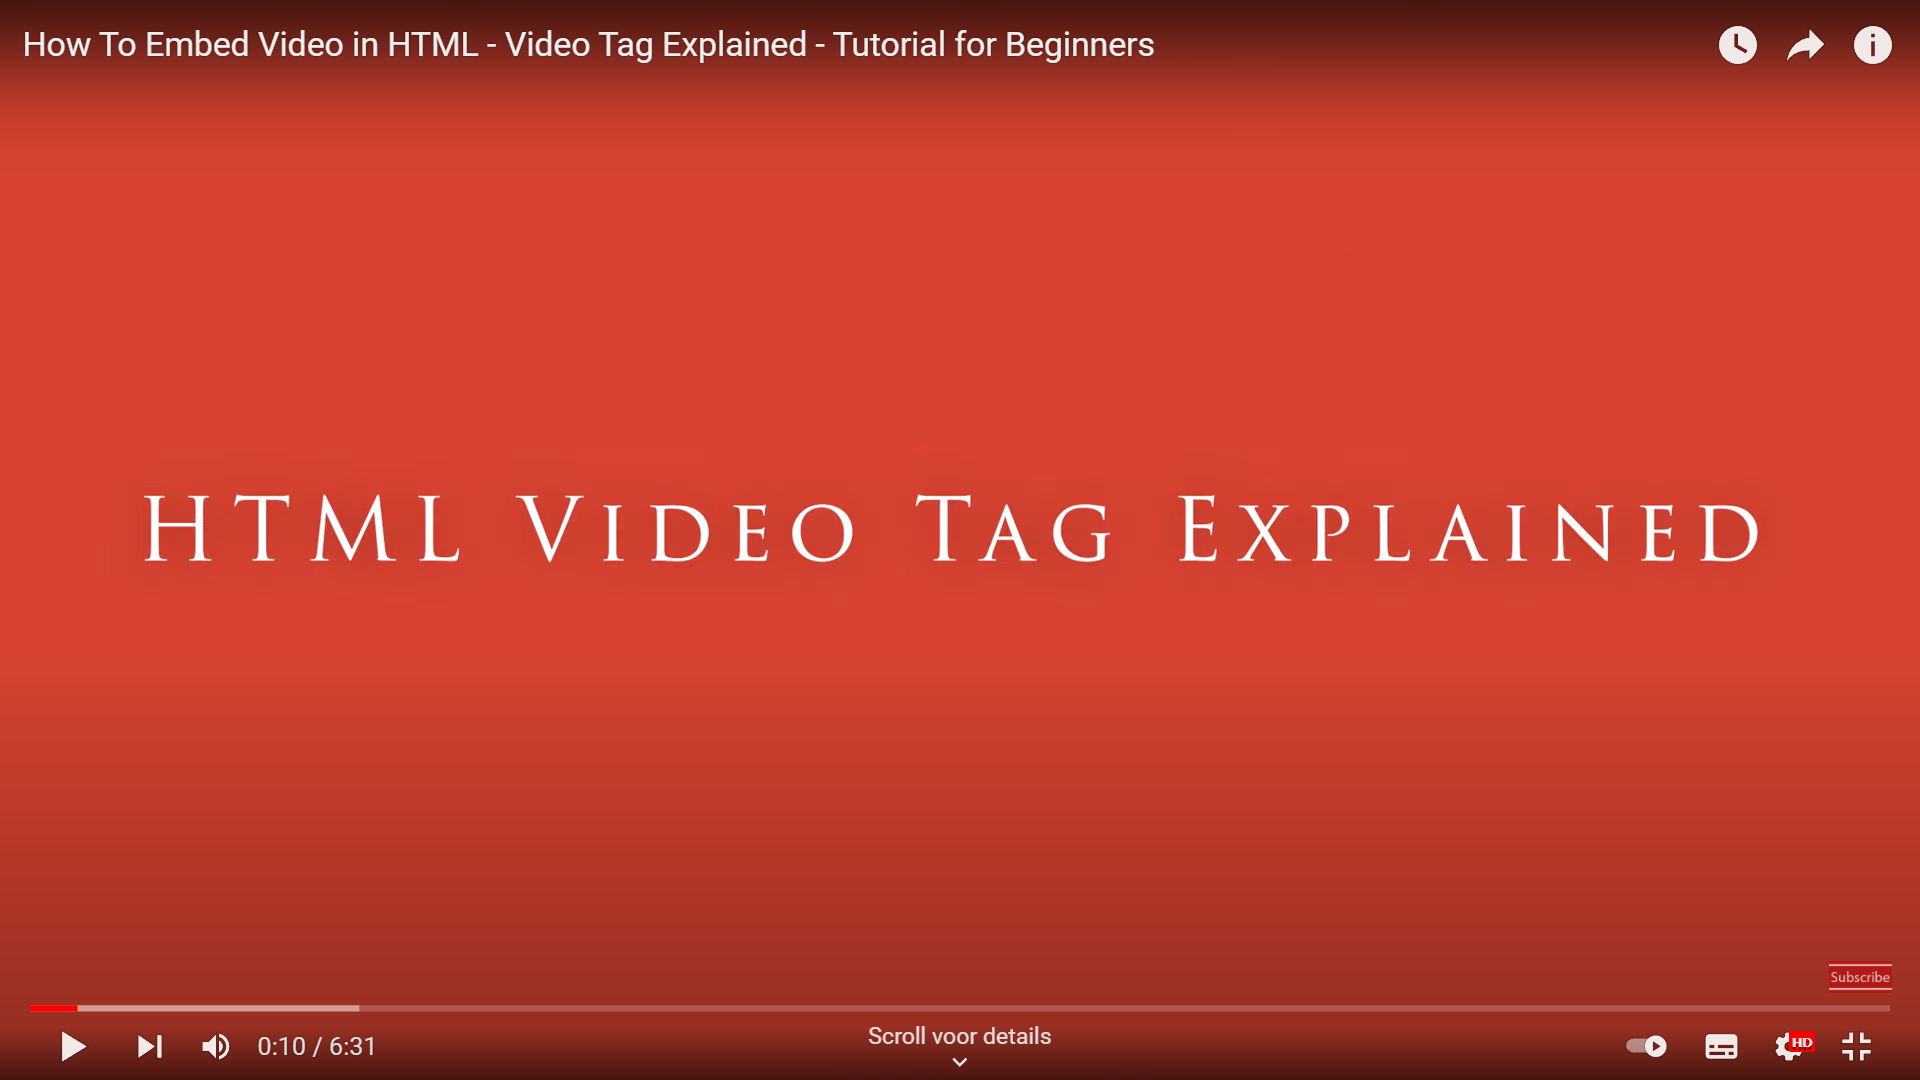 How To Embed Video in HTML - Video Tag Explained - Tutorial for Beginners
HTML Video Tag Explained
Subscribe
0:10 / 6:31
Scroll voor details
HD